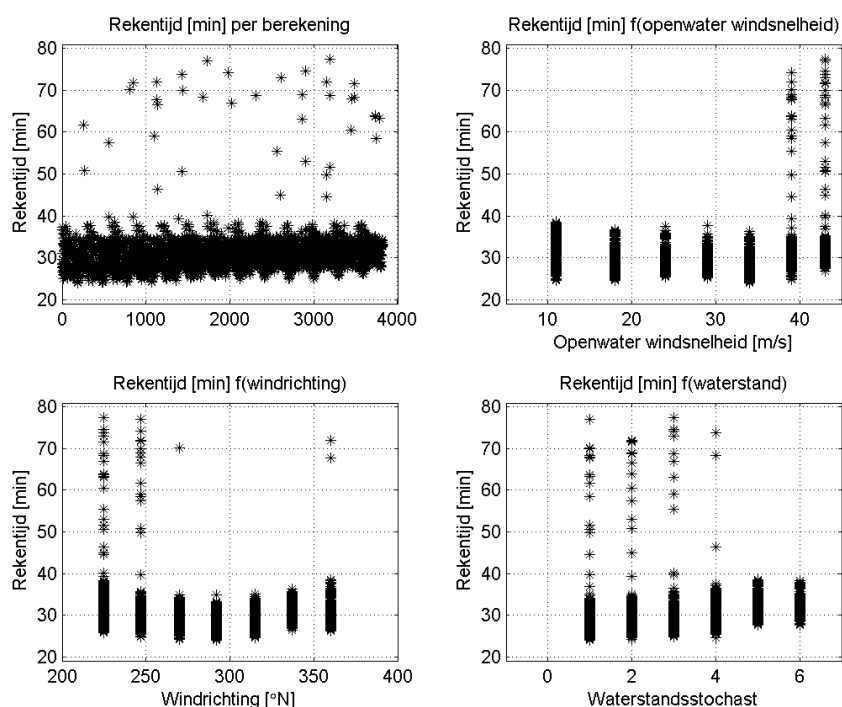 Rekentijd [min] per berekening
Rekentijd [min]
80
70
60
50
40
30
20
0 1000 2000 3000 4000
Rekentijd [min] f(openwater windsnelheid)
Rekentijd [min]
80
70
60
50
40
30
20
10 20 30 40
Openwater windsnelheid [m/s]
Rekentijd [min] f(windrichting)
Rekentijd [min]
80
70
60
50
40
30
20
200 250 300 350 400
Windrichting [°N]
Rekentijd [min] f(waterstand)
Rekentijd [min]
80
70
60
50
40
30
20
0 2 4 6
Waterstandsstochast